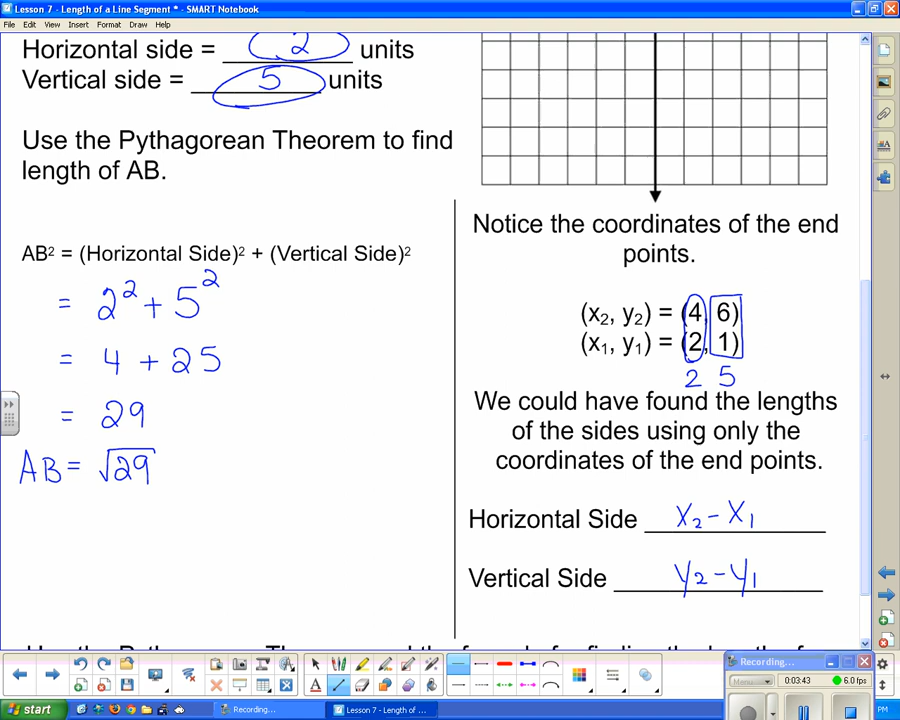 Lesson 7 - Length of a Line Segment * - SMART Notebook
File Edit View Insert Format Draw Help
Horizontal side = 2 units
Vertical side = 5 units
Use the Pythagorean Theorem to find
length of AB.
AB² = (Horizontal Side)² + (Vertical Side)²
= 2² + 5²
= 4 + 25
= 29
AB = √29
Notice the coordinates of the end
points.
(x₂, y₂) = (4, 6)
(x₁, y₁) = (2, 1)
2 5
We could have found the lengths
of the sides using only the
coordinates of the end points.
Horizontal Side x₂ - x₁
Vertical Side y₂ - y₁
Recording...
Menu 03:43 6.0 fps
start
Recording...
Lesson 7 - Length of ...
PM